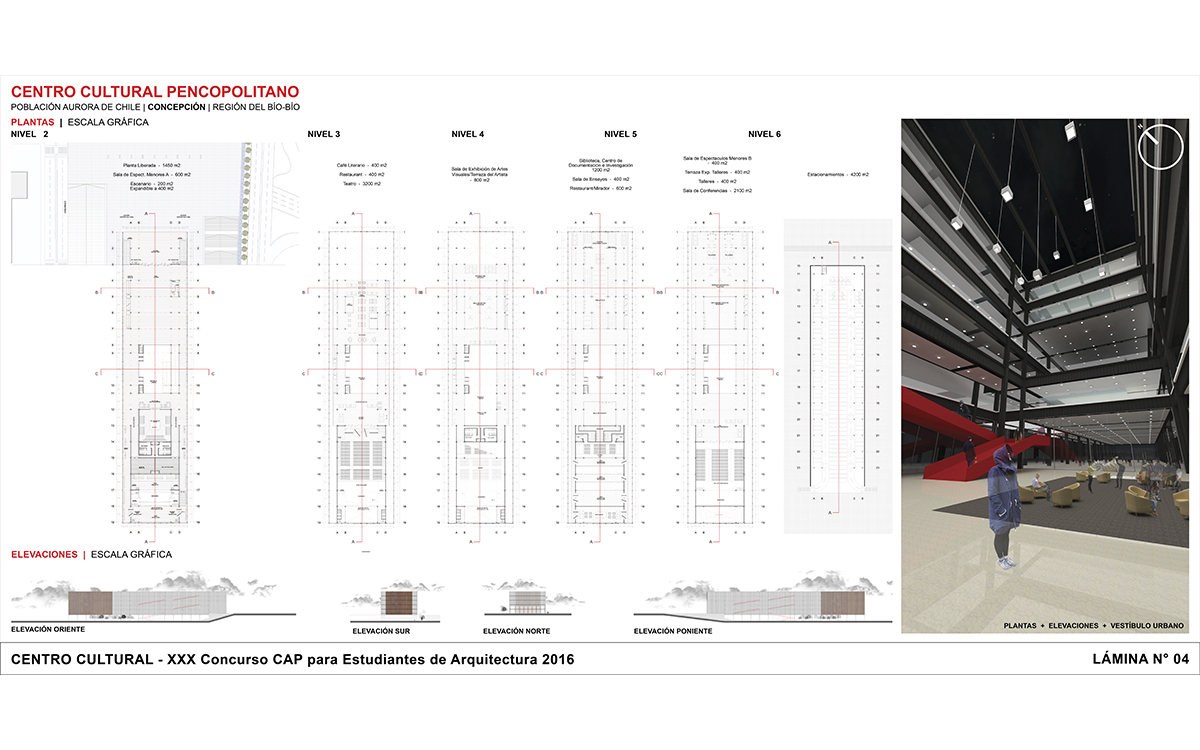 CENTRO CULTURAL PENCOPOLITANO
POBLACIÓN AURORA DE CHILE | CONCEPCIÓN | REGIÓN DEL BÍO-BÍO
PLANTAS | ESCALA GRÁFICA
NIVEL 2
NIVEL 3
NIVEL 4
NIVEL 5
NIVEL 6
Planta Liberada - 1450 m2
Sala de Espect. Menores A - 600 m2
Escenario - 200 m2
Expandible a 400 m2
Café Literario - 400 m2
Restaurant - 400 m2
Teatro - 3200 m2
Sala de Exhibición de Artes
Visuales/Terraza del Artista
- 800 m2
Biblioteca, Centro de
Documentación e Investigación
1200 m2
Sala de Ensayos - 400 m2
Restaurant/Mirador - 600 m2
Sala de Espectáculos Menores B
- 400 m2
Terraza Exp. Talleres - 400 m2
Talleres - 400 m2
Sala de Conferencias - 2100 m2
Estacionamientos - 4200 m2
ELEVACIONES | ESCALA GRÁFICA
ELEVACIÓN ORIENTE
ELEVACIÓN SUR
ELEVACIÓN NORTE
ELEVACIÓN PONIENTE
PLANTAS + ELEVACIONES + VESTÍBULO URBANO
CENTRO CULTURAL - XXX Concurso CAP para Estudiantes de Arquitectura 2016
LÁMINA N° 04